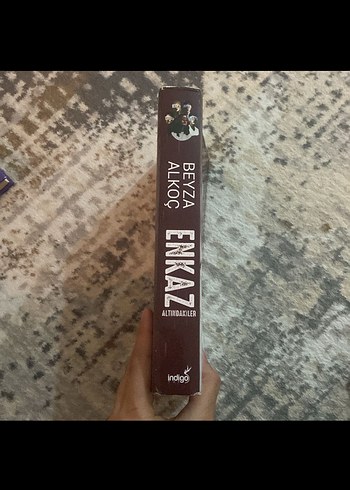 BEYZA
ALKOÇ
ENKAZ
ALTINDAKİLER
indigo